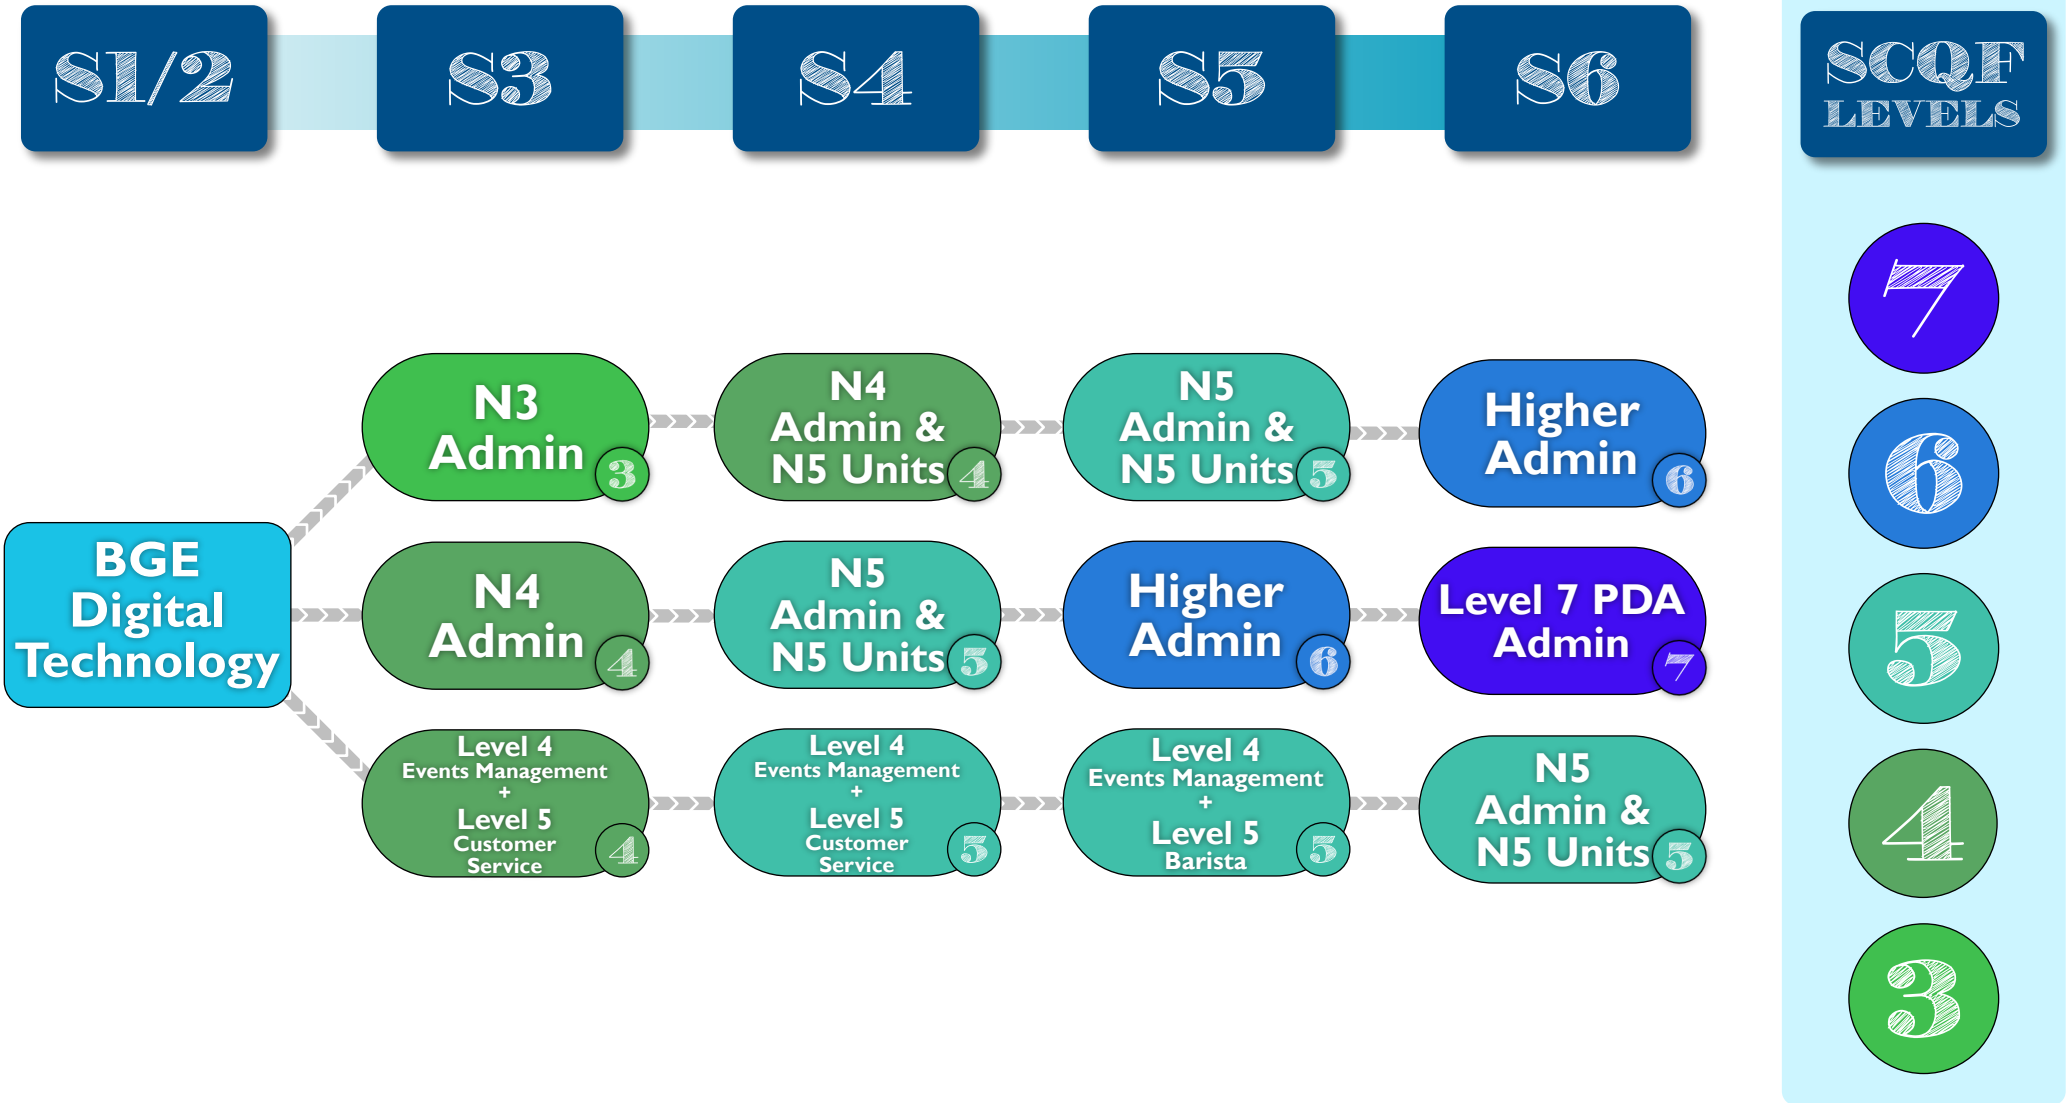 S1/2
S3
S4
S5
S6
SCQF
LEVELS
BGE
Digital
Technology
N3
Admin
3
N4
Admin &
N5 Units
4
N5
Admin &
N5 Units
5
Higher
Admin
6
N4
Admin
4
N5
Admin &
N5 Units
5
Higher
Admin
6
Level 7 PDA
Admin
7
Level 4
Events Management
+
Level 5
Customer
Service
4
Level 4
Events Management
+
Level 5
Customer
Service
5
Level 4
Events Management
+
Level 5
Barista
5
N5
Admin &
N5 Units
5
7
6
5
4
3